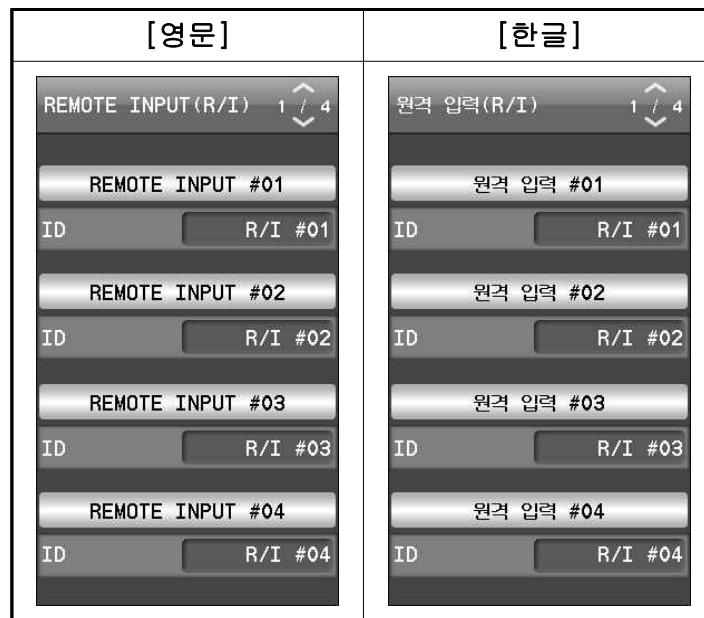 [영문]
[한글]
REMOTE INPUT(R/I) 1 / 4
REMOTE INPUT #01
ID R/I #01
REMOTE INPUT #02
ID R/I #02
REMOTE INPUT #03
ID R/I #03
REMOTE INPUT #04
ID R/I #04
원격 입력(R/I) 1 / 4
원격 입력 #01
ID R/I #01
원격 입력 #02
ID R/I #02
원격 입력 #03
ID R/I #03
원격 입력 #04
ID R/I #04